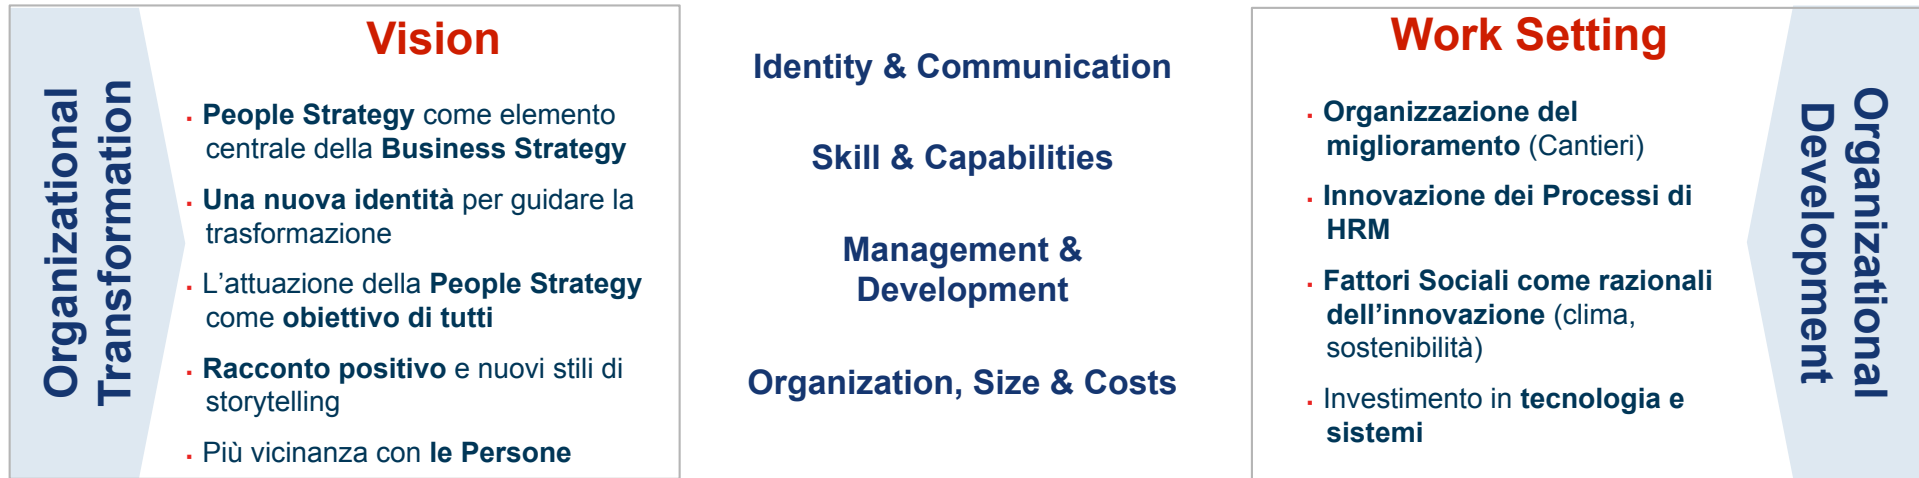 Organizational
Transformation
Vision
· People Strategy come elemento
centrale della Business Strategy
· Una nuova identità per guidare la
trasformazione
· L’attuazione della People Strategy
come obiettivo di tutti
· Racconto positivo e nuovi stili di
storytelling
· Più vicinanza con le Persone
Identity & Communication
Skill & Capabilities
Management &
Development
Organization, Size & Costs
Work Setting
· Organizzazione del
miglioramento (Cantieri)
· Innovazione dei Processi di
HRM
· Fattori Sociali come razionali
dell’innovazione (clima,
sostenibilità)
· Investimento in tecnologia e
sistemi
Organizational
Development